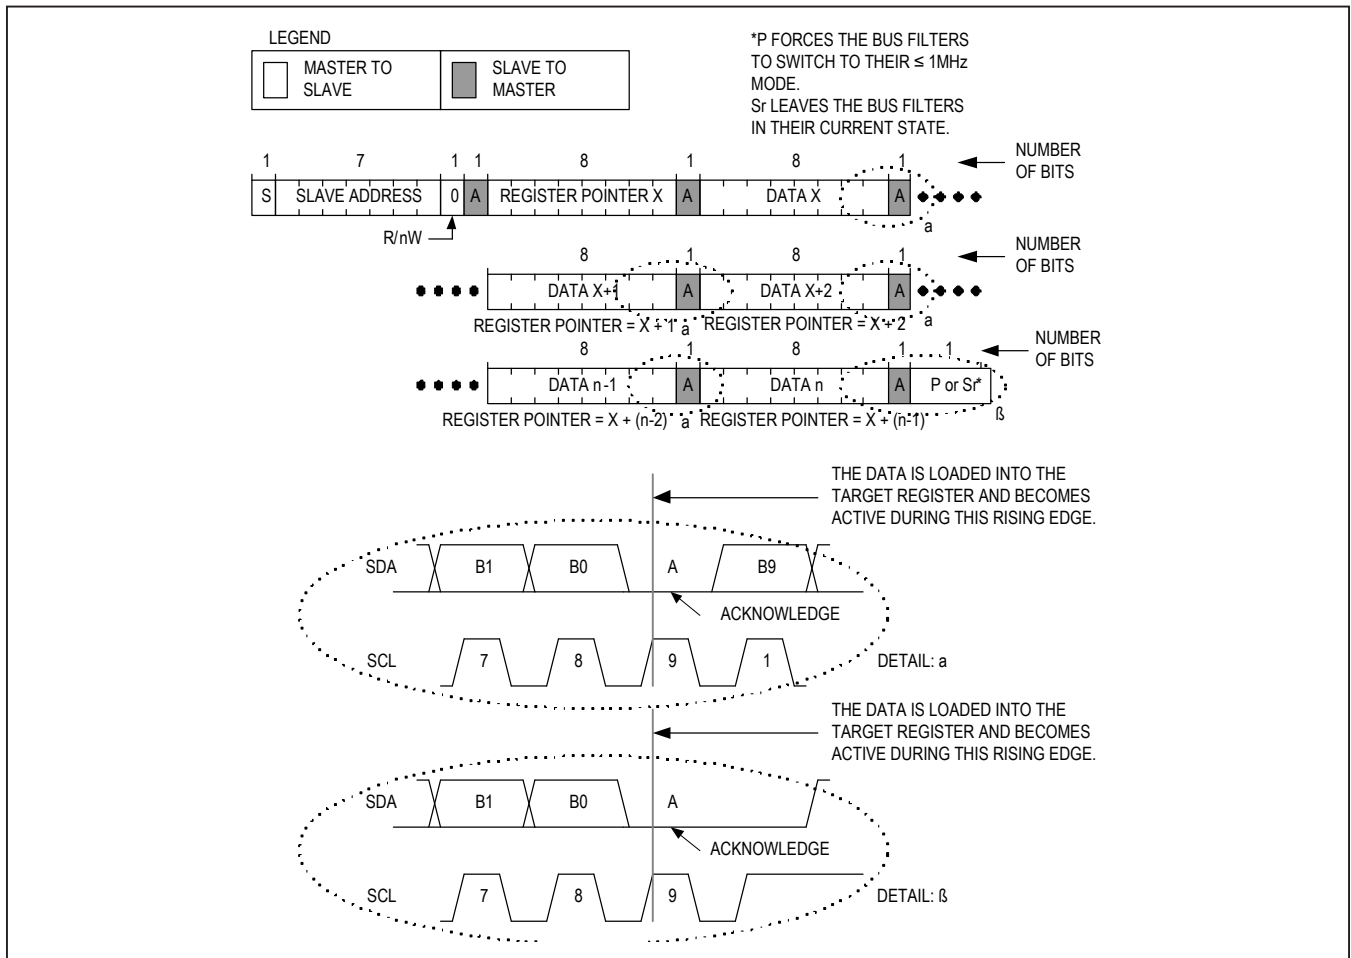 LEGEND
MASTER TO
SLAVE
SLAVE TO
MASTER
*P FORCES THE BUS FILTERS
TO SWITCH TO THEIR ≤ 1MHz
MODE.
Sr LEAVES THE BUS FILTERS
IN THEIR CURRENT STATE.
1 7 1 1 8 1 8 1 NUMBER
OF BITS
S SLAVE ADDRESS 0 A REGISTER POINTER X A DATA X A
a
R/nW
8 1 8 1 NUMBER
OF BITS
DATA X+1 A DATA X+2 A
REGISTER POINTER = X + 1 a REGISTER POINTER = X + 2 a
8 1 8 1 1 NUMBER
OF BITS
DATA n-1 A DATA n A P or Sr*
ß
REGISTER POINTER = X + (n-2) a REGISTER POINTER = X + (n-1)
THE DATA IS LOADED INTO THE
TARGET REGISTER AND BECOMES
ACTIVE DURING THIS RISING EDGE.
SDA B1 B0 A B9
ACKNOWLEDGE
SCL 7 8 9 1 DETAIL: a
THE DATA IS LOADED INTO THE
TARGET REGISTER AND BECOMES
ACTIVE DURING THIS RISING EDGE.
SDA B1 B0 A
ACKNOWLEDGE
SCL 7 8 9 DETAIL: ß